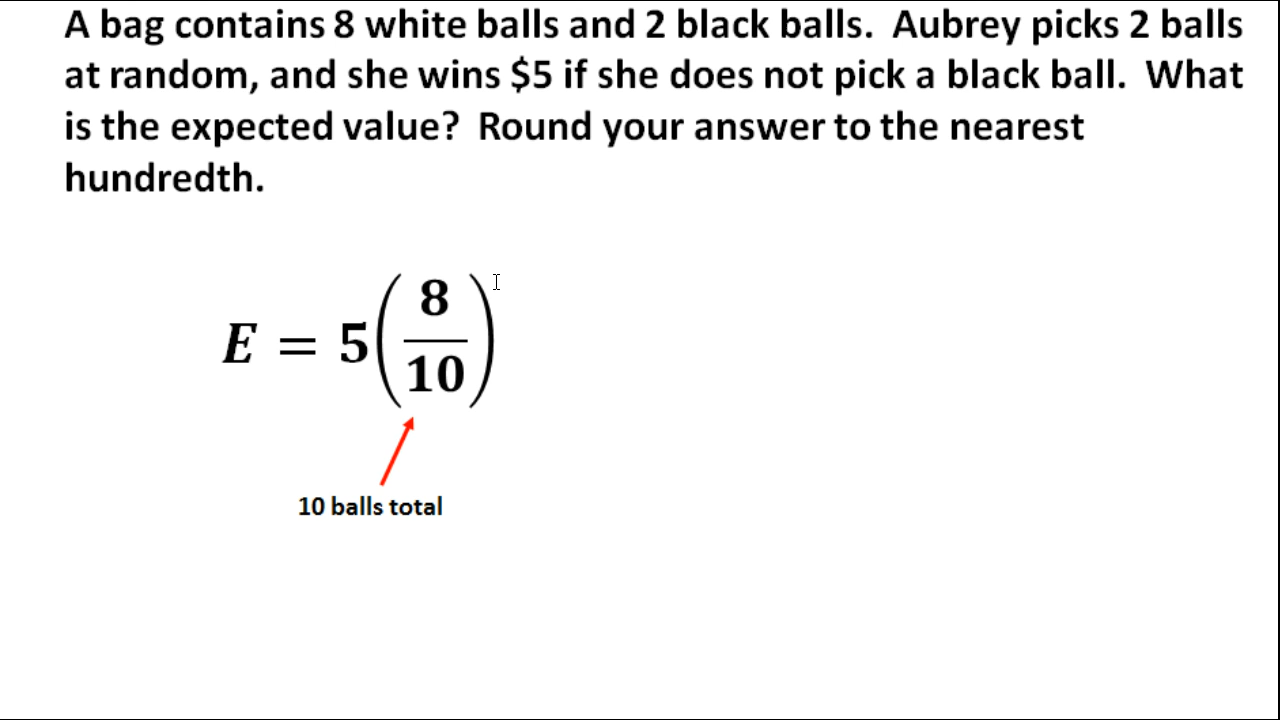 A bag contains 8 white balls and 2 black balls.  Aubrey picks 2 balls
at random, and she wins $5 if she does not pick a black ball.  What
is the expected value?  Round your answer to the nearest
hundredth.
E = 5(8/10)
10 balls total